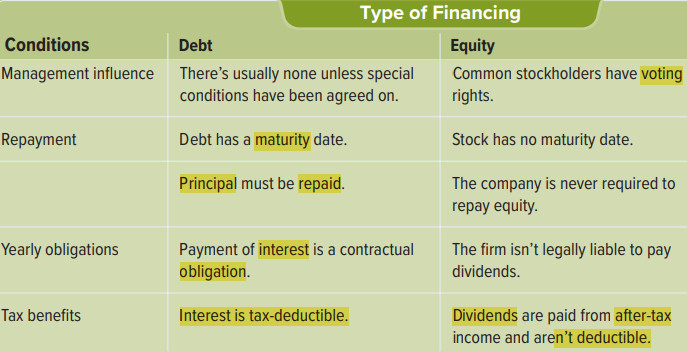 Type of Financing
Conditions Debt Equity
Management influence There's usually none unless special Common stockholders have voting
conditions have been agreed on. rights.
Repayment Debt has a maturity date. Stock has no maturity date.
Principal must be repaid. The company is never required to
repay equity.
Yearly obligations Payment of interest is a contractual The firm isn't legally liable to pay
obligation. dividends.
Tax benefits Interest is tax-deductible. Dividends are paid from after-tax
income and aren't deductible.